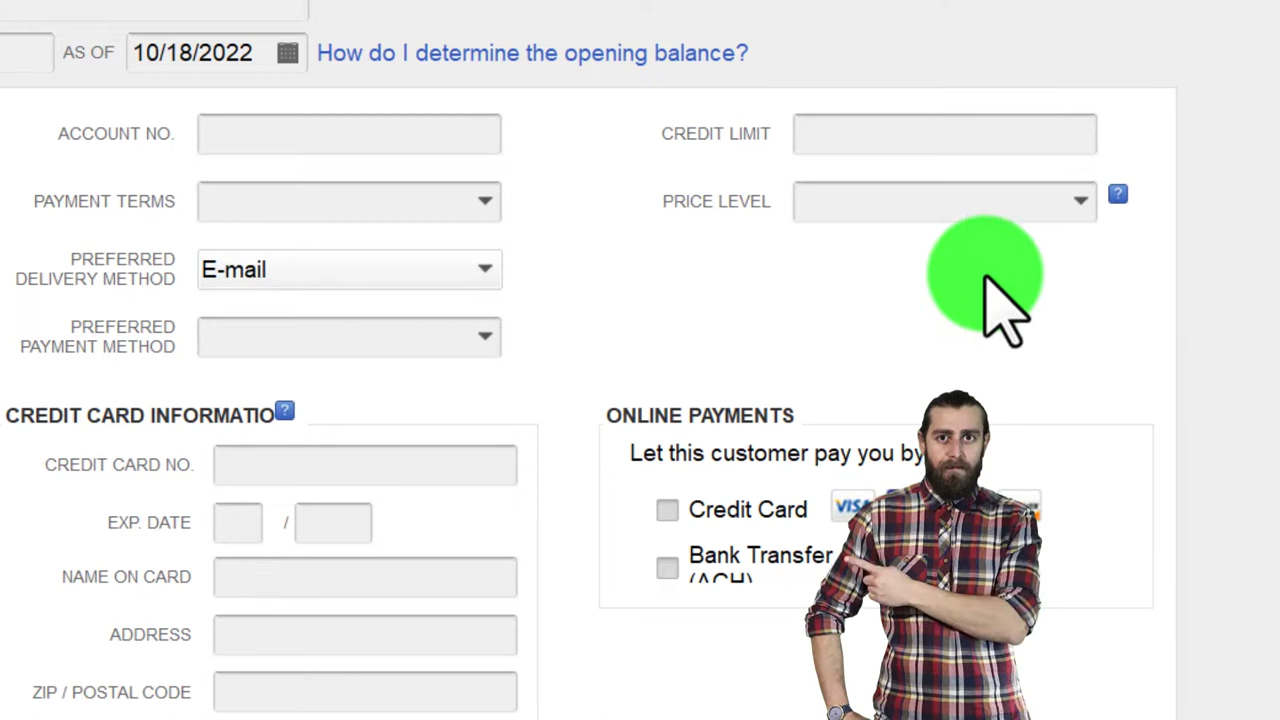 AS OF 10/18/2022 How do I determine the opening balance?
ACCOUNT NO.
CREDIT LIMIT
PAYMENT TERMS
PRICE LEVEL ?
PREFERRED
DELIVERY METHOD
E-mail
PREFERRED
PAYMENT METHOD
CREDIT CARD INFORMATIO ?
CREDIT CARD NO.
EXP. DATE /
NAME ON CARD
ADDRESS
ZIP / POSTAL CODE
ONLINE PAYMENTS
Let this customer pay you by
Credit Card VISA
Bank Transfer
(ACH)